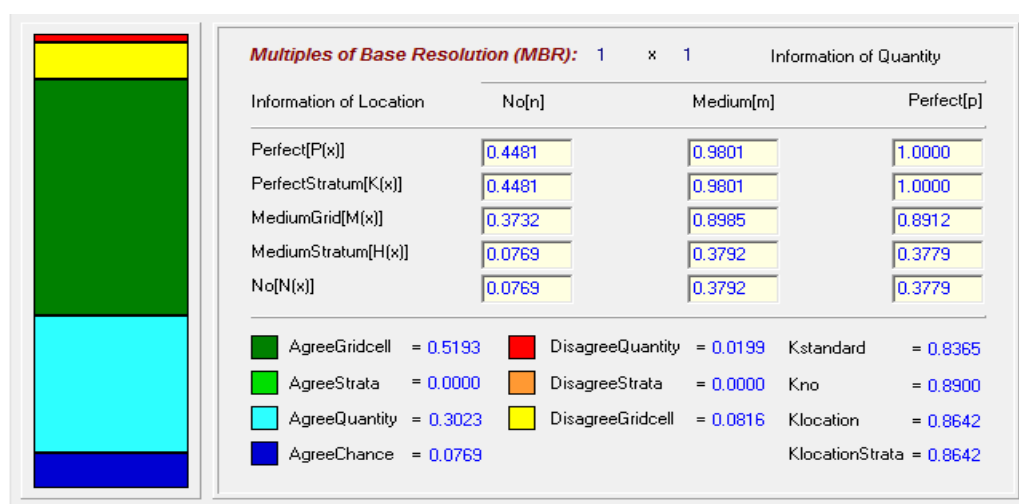 Multiples of Base Resolution (MBR): 1 x 1 Information of Quantity
Information of Location No[n] Medium[m] Perfect[p]
Perfect[P(x)] 0.4481 0.9801 1.0000
PerfectStratum[K(x)] 0.4481 0.9801 1.0000
MediumGrid[M(x)] 0.3732 0.8985 0.8912
MediumStratum[H(x)] 0.0769 0.3792 0.3779
No[N(x)] 0.0769 0.3792 0.3779
AgreeGridcell = 0.5193 DisagreeQuantity = 0.0199 Kstandard = 0.8365
AgreeStrata = 0.0000 DisagreeStrata = 0.0000 Kno = 0.8900
AgreeQuantity = 0.3023 DisagreeGridcell = 0.0816 Klocation = 0.8642
AgreeChance = 0.0769 KlocationStrata = 0.8642